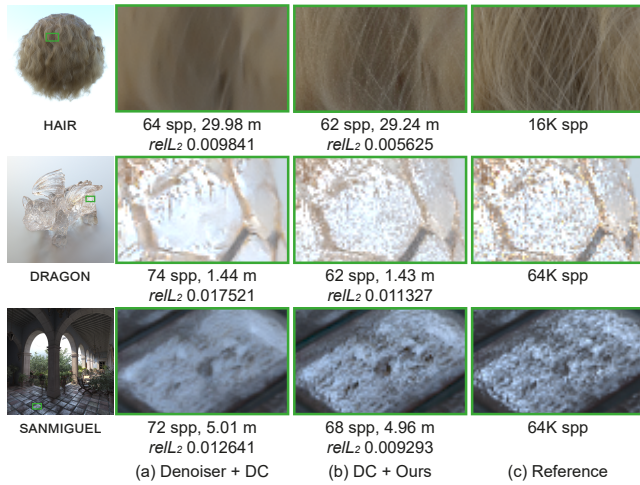 HAIR
64 spp, 29.98 m
relL₂ 0.009841
62 spp, 29.24 m
relL₂ 0.005625
16K spp
DRAGON
74 spp, 1.44 m
relL₂ 0.017521
62 spp, 1.43 m
relL₂ 0.011327
64K spp
SANMIGUEL
72 spp, 5.01 m
relL₂ 0.012641
68 spp, 4.96 m
relL₂ 0.009293
64K spp
(a) Denoiser + DC
(b) DC + Ours
(c) Reference